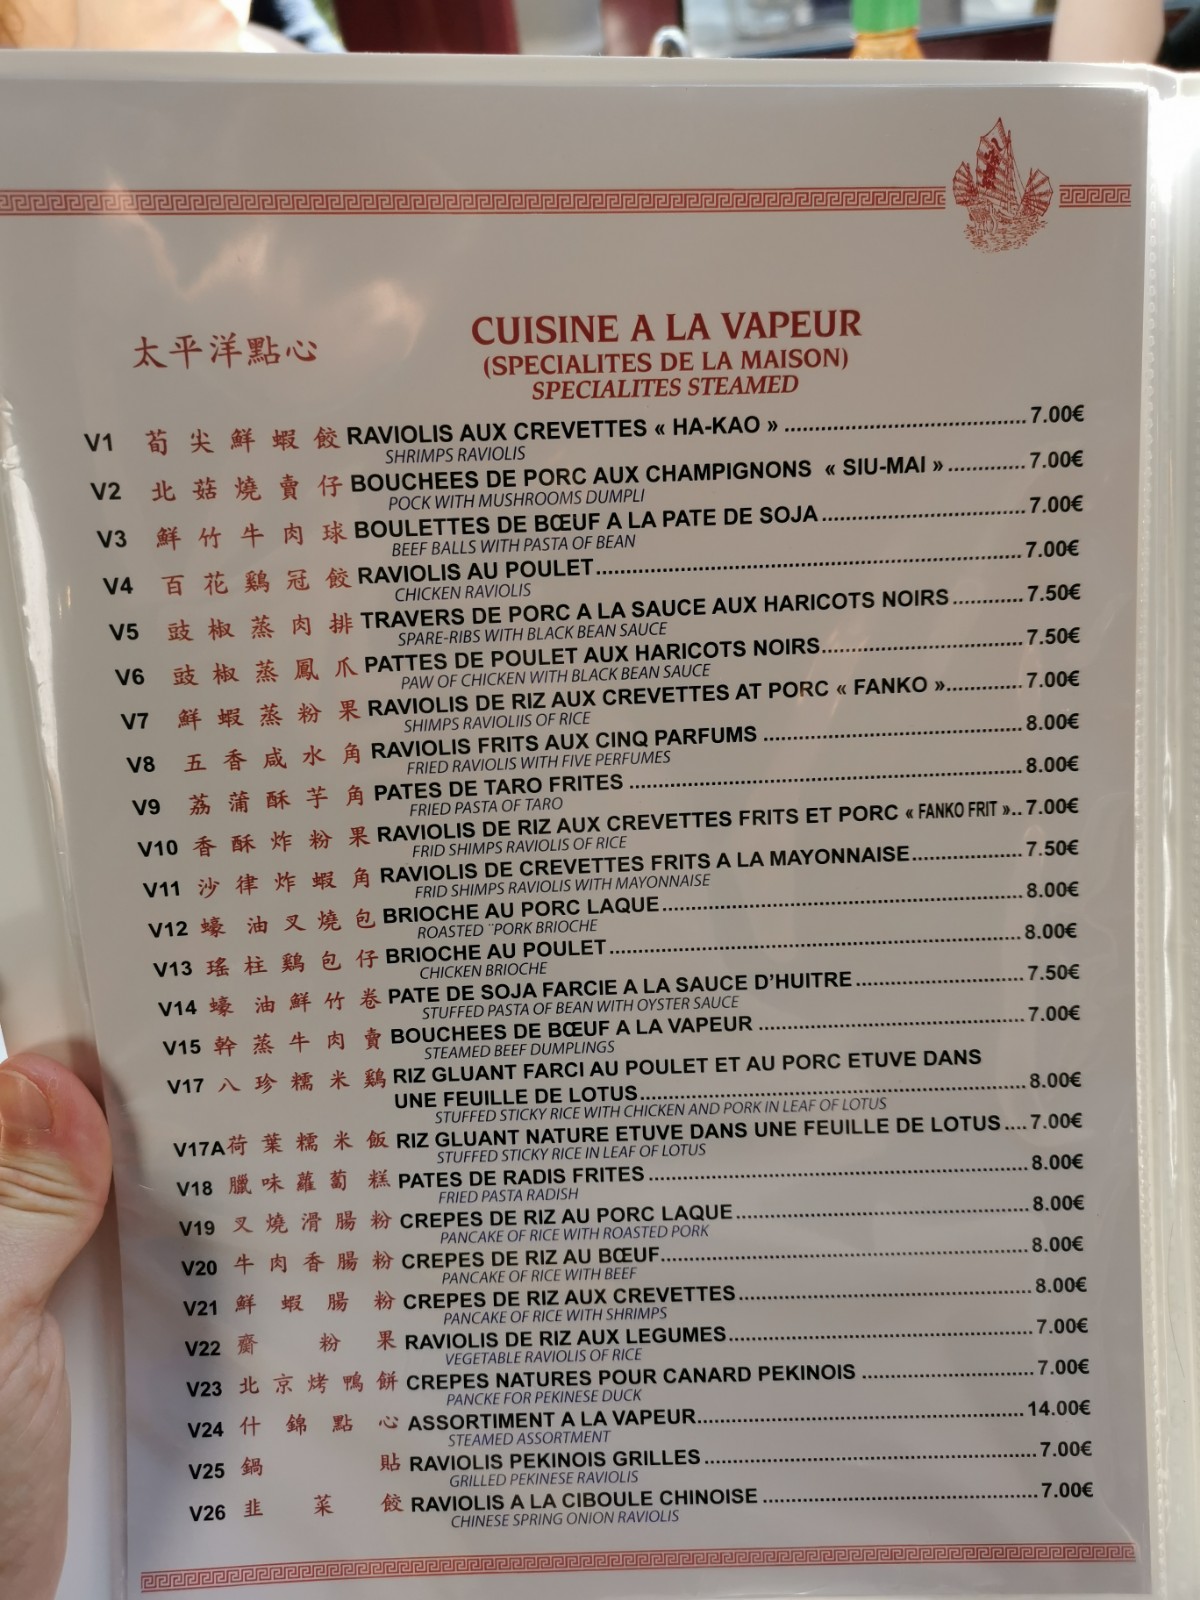 太平洋點心
CUISINE A LA VAPEUR
(SPECIALITES DE LA MAISON)
SPECIALITES STEAMED
V1 荀尖鮮蝦餃 RAVIOLIS AUX CREVETTES « HA-KAO » 7.00€
SHRIMPS RAVIOLIS
V2 北菇燒賣仔 BOUCHEES DE PORC AUX CHAMPIGNONS « SIU-MAI » 7.00€
POCK WITH MUSHROOMS DUMPLI
V3 鮮竹牛肉球 BOULETTES DE BŒUF A LA PATE DE SOJA 7.00€
BEEF BALLS WITH PASTA OF BEAN
V4 百花鷄冠餃 RAVIOLIS AU POULET 7.00€
CHICKEN RAVIOLIS
V5 豉椒蒸肉排 TRAVERS DE PORC A LA SAUCE AUX HARICOTS NOIRS 7.50€
SPARE-RIBS WITH BLACK BEAN SAUCE
V6 豉椒蒸鳳爪 PATTES DE POULET AUX HARICOTS NOIRS 7.50€
PAW OF CHICKEN WITH BLACK BEAN SAUCE
V7 鮮蝦蒸粉果 RAVIOLIS DE RIZ AUX CREVETTES AT PORC « FANKO » 7.00€
SHIMPS RAVIOLIIS OF RICE
V8 五香咸水角 RAVIOLIS FRITS AUX CINQ PARFUMS 8.00€
FRIED RAVIOLIS WITH FIVE PERFUMES
V9 荔蒲酥芋角 PATES DE TARO FRITES 8.00€
FRIED PASTA OF TARO
V10 香酥炸粉果 RAVIOLIS DE RIZ AUX CREVETTES FRITS ET PORC « FANKO FRIT » 7.00€
FRID SHIMPS RAVIOLIS OF RICE
V11 沙律炸蝦角 RAVIOLIS DE CREVETTES FRITS A LA MAYONNAISE 7.50€
FRID SHIMPS RAVIOLIS WITH MAYONNAISE
V12 蠔油叉燒包 BRIOCHE AU PORC LAQUE 8.00€
ROASTED ¨PORK BRIOCHE
V13 瑤柱鷄包仔 BRIOCHE AU POULET 8.00€
CHICKEN BRIOCHE
V14 蠔油鮮竹卷 PATE DE SOJA FARCIE A LA SAUCE D'HUITRE 7.50€
STUFFED PASTA OF BEAN WITH OYSTER SAUCE
V15 幹蒸牛肉賣 BOUCHEES DE BŒUF A LA VAPEUR 7.00€
STEAMED BEEF DUMPLINGS
V17 八珍糯米鷄 RIZ GLUANT FARCI AU POULET ET AU PORC ETUVE DANS
UNE FEUILLE DE LOTUS 8.00€
STUFFED STICKY RICE WITH CHICKEN AND PORK IN LEAF OF LOTUS
V17A 荷葉糯米飯 RIZ GLUANT NATURE ETUVE DANS UNE FEUILLE DE LOTUS 7.00€
STUFFED STICKY RICE IN LEAF OF LOTUS
V18 臘味蘿蔔糕 PATES DE RADIS FRITES 8.00€
FRIED PASTA RADISH
V19 叉燒滑腸粉 CREPES DE RIZ AU PORC LAQUE 8.00€
PANCAKE OF RICE WITH ROASTED PORK
V20 牛肉香腸粉 CREPES DE RIZ AU BŒUF 8.00€
PANCAKE OF RICE WITH BEEF
V21 鮮蝦腸粉 CREPES DE RIZ AUX CREVETTES 8.00€
PANCAKE OF RICE WITH SHRIMPS
V22 齋粉果 RAVIOLIS DE RIZ AUX LEGUMES 7.00€
VEGETABLE RAVIOLIS OF RICE
V23 北京烤鴨餅 CREPES NATURES POUR CANARD PEKINOIS 7.00€
PANCKE FOR PEKINESE DUCK
V24 什錦點心 ASSORTIMENT A LA VAPEUR 14.00€
STEAMED ASSORTMENT
V25 鍋貼 RAVIOLIS PEKINOIS GRILLES 7.00€
GRILLED PEKINESE RAVIOLIS
V26 韭菜餃 RAVIOLIS A LA CIBOULE CHINOISE 7.00€
CHINESE SPRING ONION RAVIOLIS